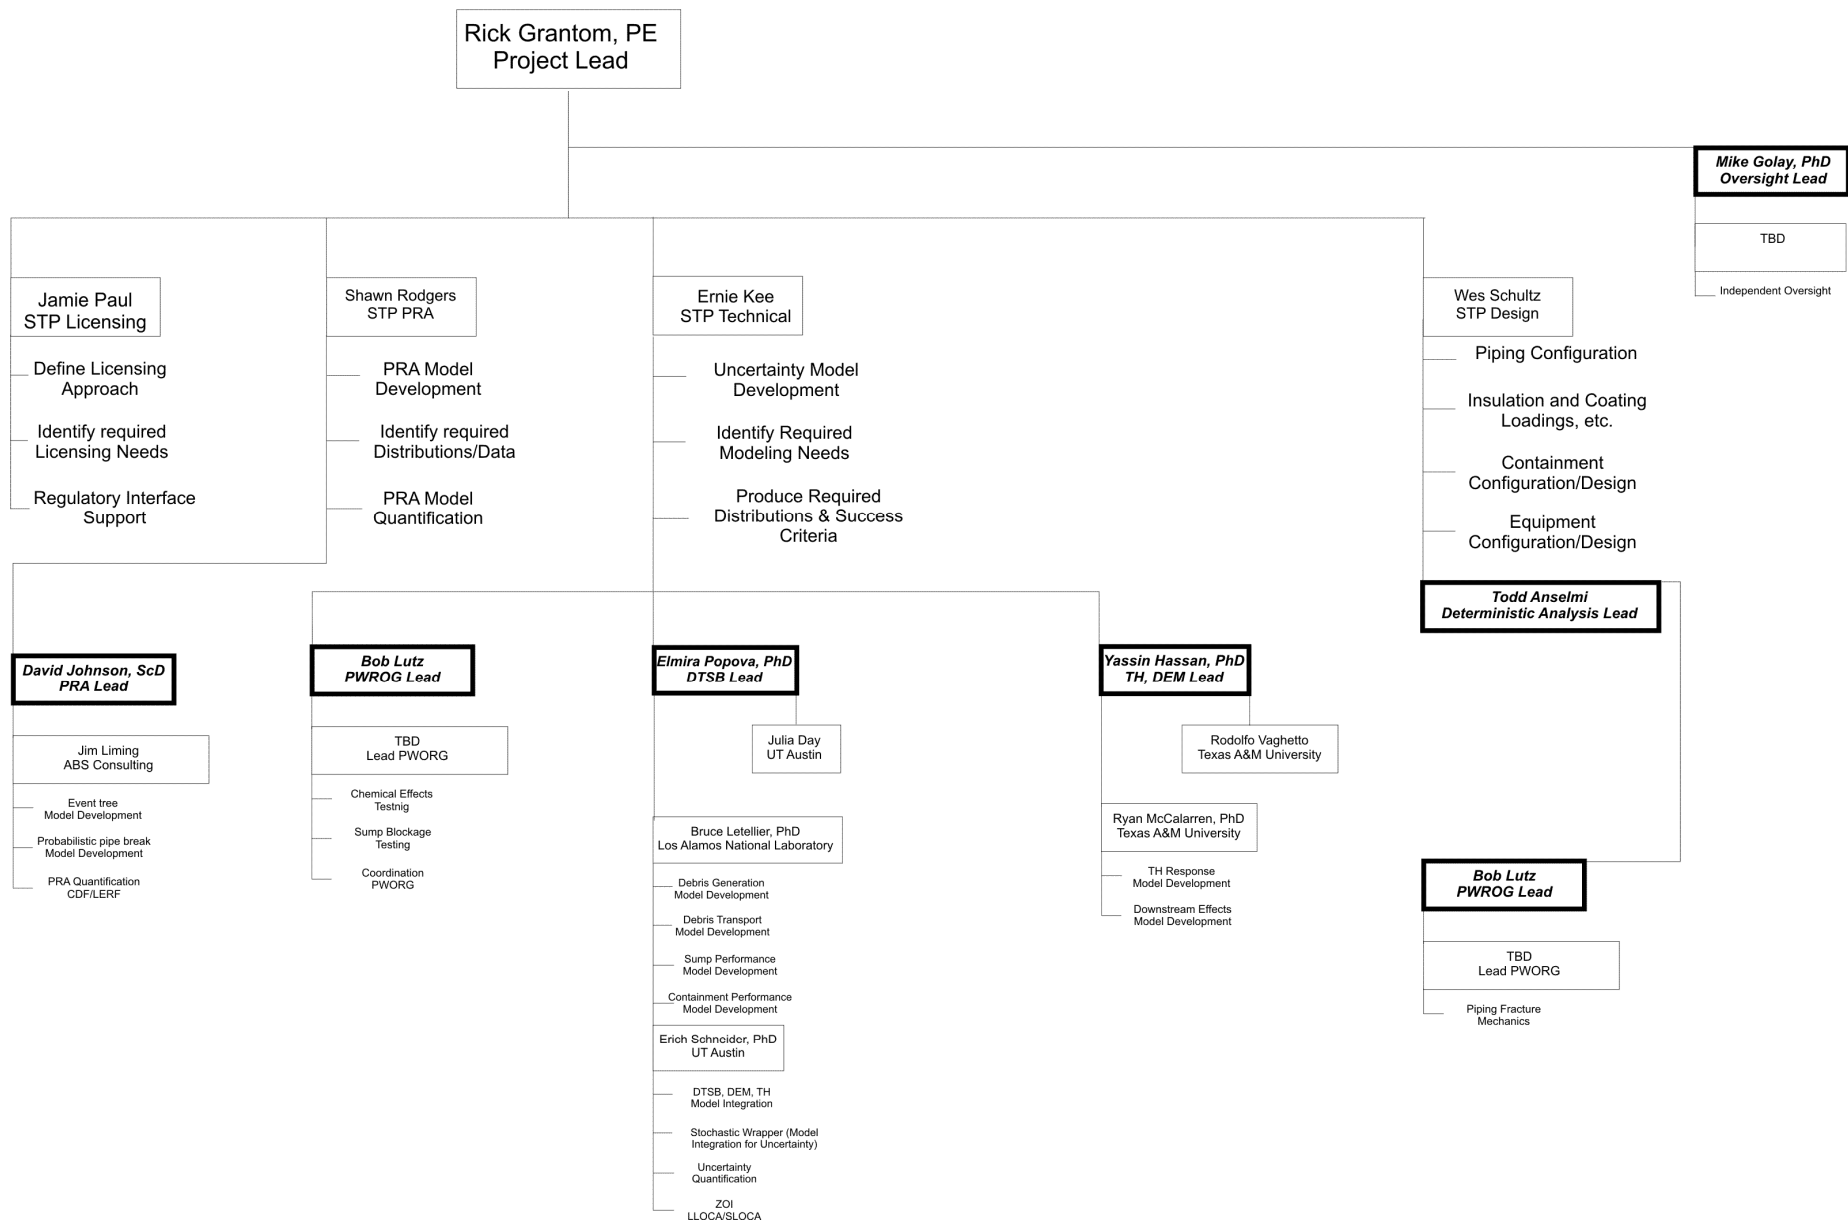 Rick Grantom, PE
Project Lead
Mike Golay, PhD
Oversight Lead
TBD
Independent Oversight
Jamie Paul
STP Licensing
Define Licensing
Approach
Identify required
Licensing Needs
Regulatory Interface
Support
Shawn Rodgers
STP PRA
PRA Model
Development
Identify required
Distributions/Data
PRA Model
Quantification
Ernie Kee
STP Technical
Uncertainty Model
Development
Identify Required
Modeling Needs
Produce Required
Distributions & Success
Criteria
Wes Schultz
STP Design
Piping Configuration
Insulation and Coating
Loadings, etc.
Containment
Configuration/Design
Equipment
Configuration/Design
Todd Anselmi
Deterministic Analysis Lead
David Johnson, ScD
PRA Lead
Jim Liming
ABS Consulting
Event tree
Model Development
Probabilistic pipe break
Model Development
PRA Quantification
CDF/LERF
Bob Lutz
PWROG Lead
TBD
Lead PWORG
Chemical Effects
Testnig
Sump Blockage
Testing
Coordination
PWORG
Elmira Popova, PhD
DTSB Lead
Julia Day
UT Austin
Bruce Letellier, PhD
Los Alamos National Laboratory
Debris Generation
Model Development
Debris Transport
Model Development
Sump Performance
Model Development
Containment Performance
Model Development
Erich Schneider, PhD
UT Austin
DTSB, DEM, TH
Model Integration
Stochastic Wrapper (Model
Integration for Uncertainty)
Uncertainty
Quantification
ZOI
LLOCA/SLOCA
Yassin Hassan, PhD
TH, DEM Lead
Rodolfo Vaghetto
Texas A&M University
Ryan McCalarren, PhD
Texas A&M University
TH Response
Model Development
Downstream Effects
Model Development
Bob Lutz
PWROG Lead
TBD
Lead PWORG
Piping Fracture
Mechanics